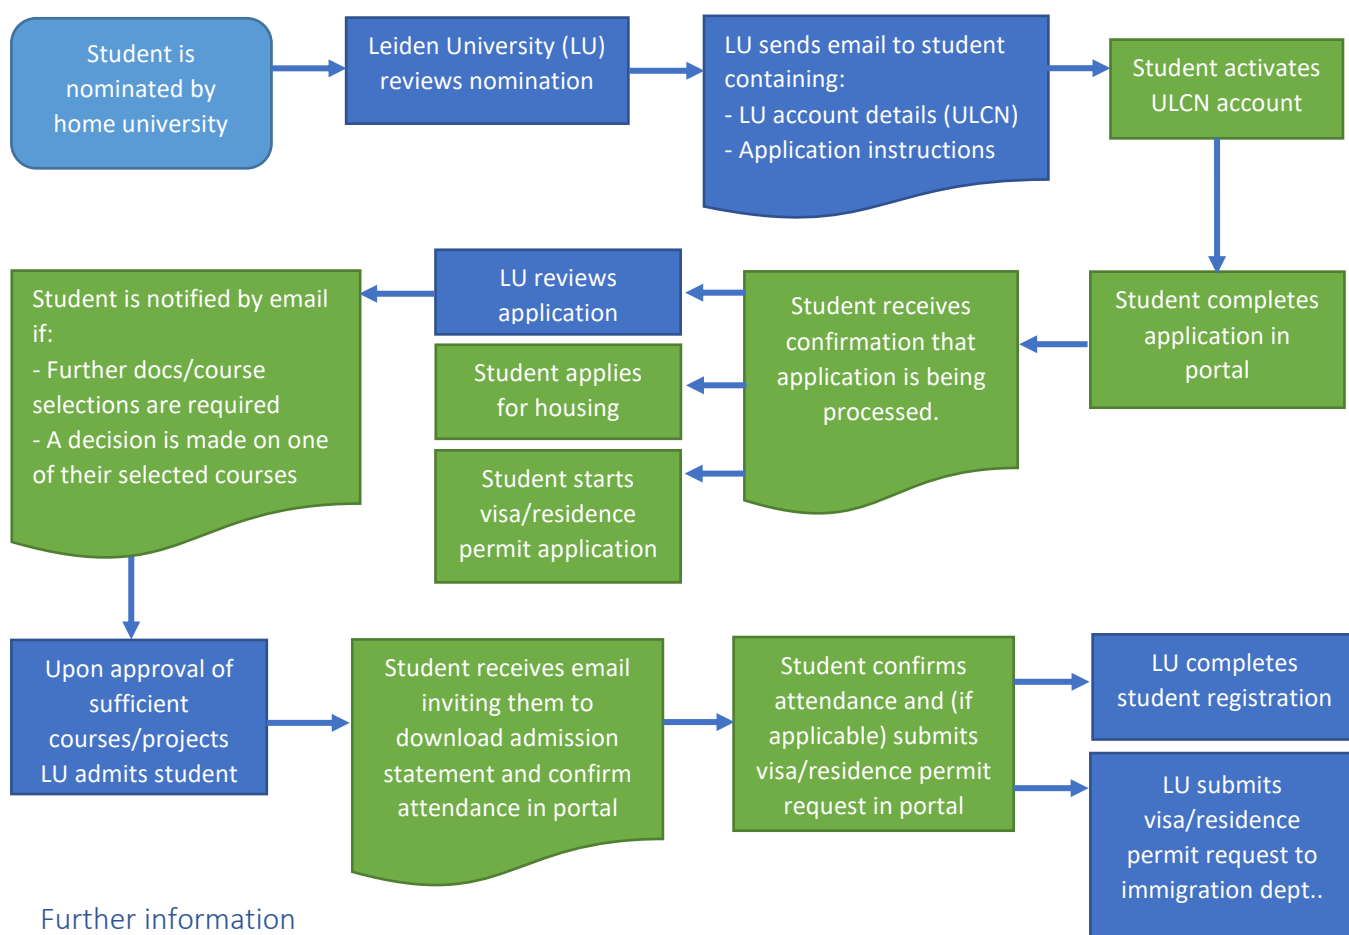 Student is
nominated by
home university
Leiden University (LU)
reviews nomination
LU sends email to student
containing:
- LU account details (ULCN)
- Application instructions
Student activates
ULCN account
Student completes
application in
portal
Student receives
confirmation that
application is being
processed.
LU reviews
application
Student applies
for housing
Student starts
visa/residence
permit application
Student is notified by email
if:
- Further docs/course
selections are required
- A decision is made on one
of their selected courses
Upon approval of
sufficient
courses/projects
LU admits student
Student receives email
inviting them to
download admission
statement and confirm
attendance in portal
Student confirms
attendance and (if
applicable) submits
visa/residence permit
request in portal
LU completes
student registration
LU submits
visa/residence
permit request to
immigration dept..
Further information